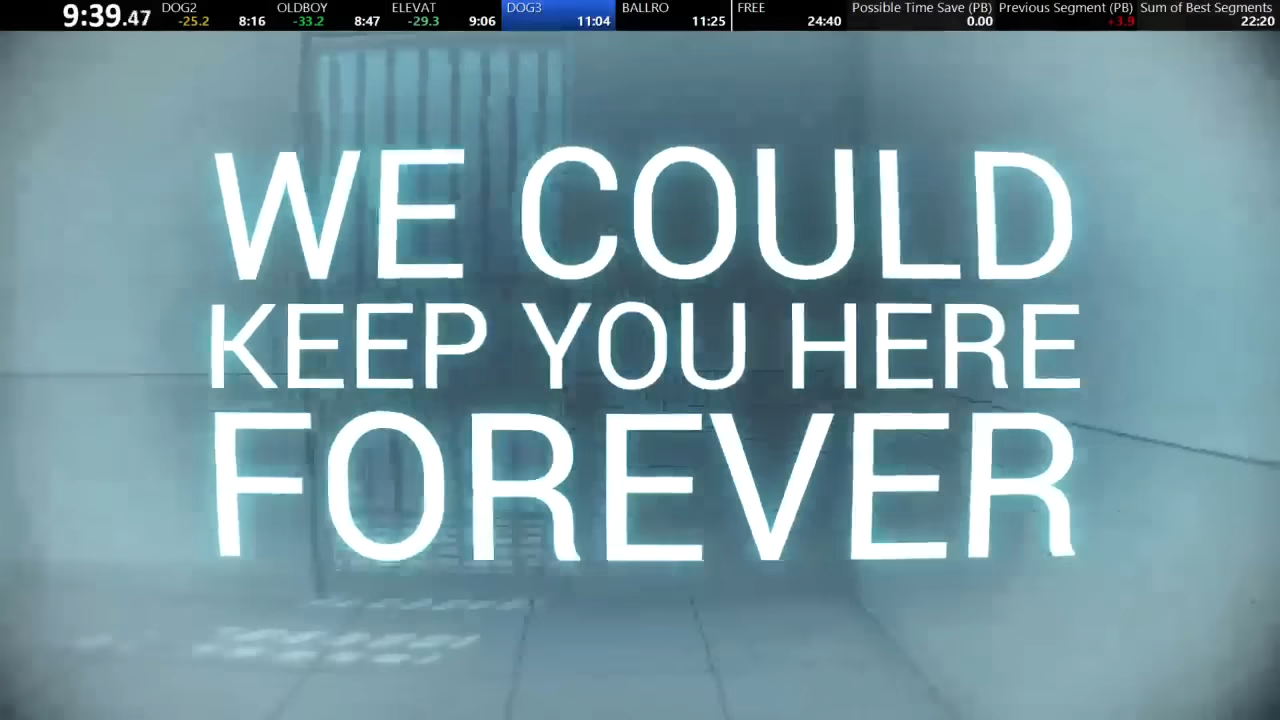 9:39.47 DOG2 OLDBOY ELEVAT DOG3 BALLRO FREE Possible Time Save (PB) Previous Segment (PB) Sum of Best Segments
-25.2 8:16 -33.2 8:47 -29.3 9:06 11:04 11:25 24:40 0.00 +3.9 22:20
WE COULD
KEEP YOU HERE
FOREVER